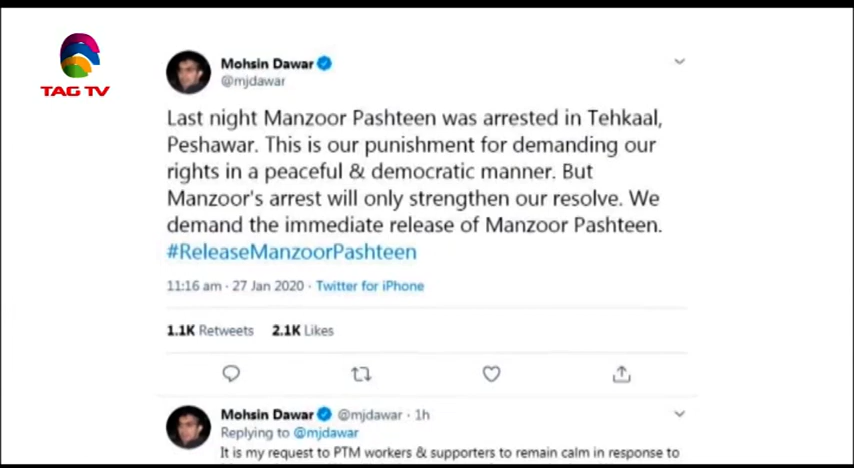 TAG TV
Mohsin Dawar
@mjdawar
Last night Manzoor Pashteen was arrested in Tehkaal,
Peshawar. This is our punishment for demanding our
rights in a peaceful & democratic manner. But
Manzoor's arrest will only strengthen our resolve. We
demand the immediate release of Manzoor Pashteen.
#ReleaseManzoorPashteen
11:16 am · 27 Jan 2020 · Twitter for iPhone
1.1K Retweets 2.1K Likes
Mohsin Dawar @mjdawar · 1h
Replying to @mjdawar
It is my request to PTM workers & supporters to remain calm in response to